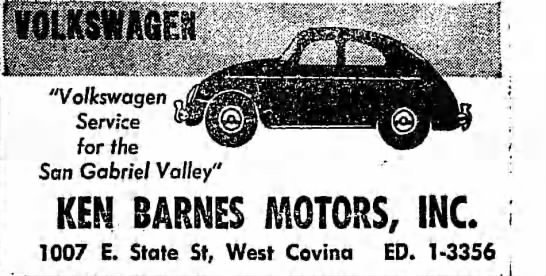 VOLKSWAGEN
"Volkswagen
Service
for the
San Gabriel Valley"
KEN BARNES MOTORS, INC.
1007 E. State St, West Covina ED. 1-3356